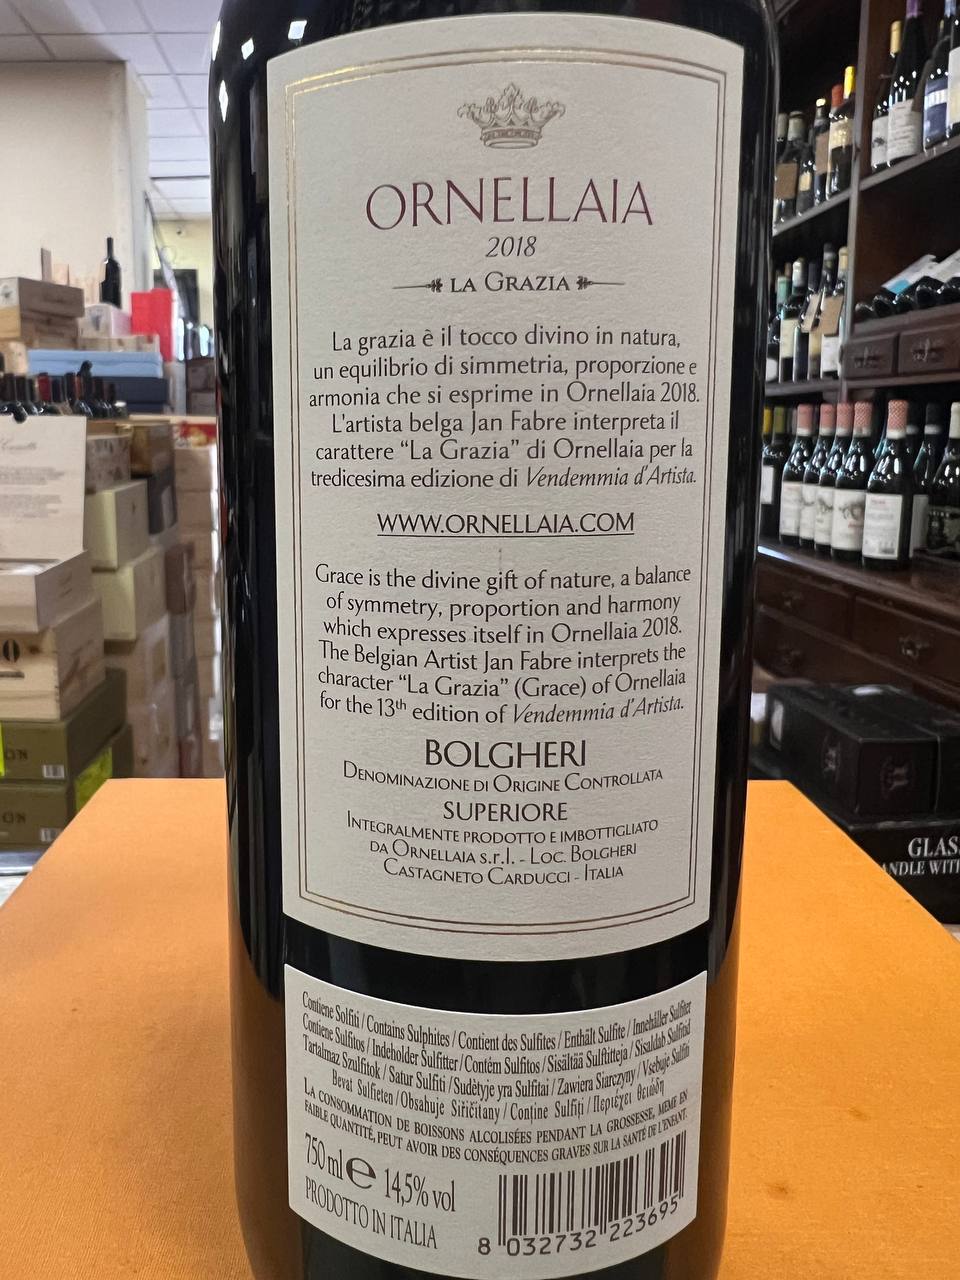 ORNELLAIA
2018
LA GRAZIA
La grazia è il tocco divino in natura,
un equilibrio di simmetria, proporzione e
armonia che si esprime in Ornellaia 2018.
L'artista belga Jan Fabre interpreta il
carattere “La Grazia” di Ornellaia per la
tredicesima edizione di Vendemmia d'Artista.
WWW.ORNELLAIA.COM
Grace is the divine gift of nature, a balance
of symmetry, proportion and harmony
which expresses itself in Ornellaia 2018.
The Belgian Artist Jan Fabre interprets the
character “La Grazia” (Grace) of Ornellaia
for the 13th edition of Vendemmia d'Artista.
BOLGHERI
DENOMINAZIONE DI ORIGINE CONTROLLATA
SUPERIORE
INTEGRALMENTE PRODOTTO E IMBOTTIGLIATO
DA ORNELLAIA s.r.l. - LOC. BOLGHERI
CASTAGNETO CARDUCCI - ITALIA
Contiene Solfiti / Contains Sulphites / Contient des Sulfites / Enthält Sulfite / Innehåller Sulfiter
Contiene Sulfitos / Indeholder Sulfitter / Contém Sulfitos / Sisältää Sulfiitteja / Sisaldab Sulfitid
Tartalmaz Szulfitok / Satur Sulfiti / Sudėtyje yra Sulfitai / Zawiera Siarczyny / Vsebuje Sulfiti
Bevat Sulfieten / Obsahuje Siřičitany / Conține Sulfiți / Περιέχει θειώδη
LA CONSOMMATION DE BOISSONS ALCOLISÉES PENDANT LA GROSSESSE, MEME EN
FAIBLE QUANTITÉ, PEUT AVOIR DES CONSÉQUENCES GRAVES SUR LA SANTÉ DE L'ENFANT.
750 ml e 14,5% vol
PRODOTTO IN ITALIA
8 032732 223695
GLAS
ANDLE WITH